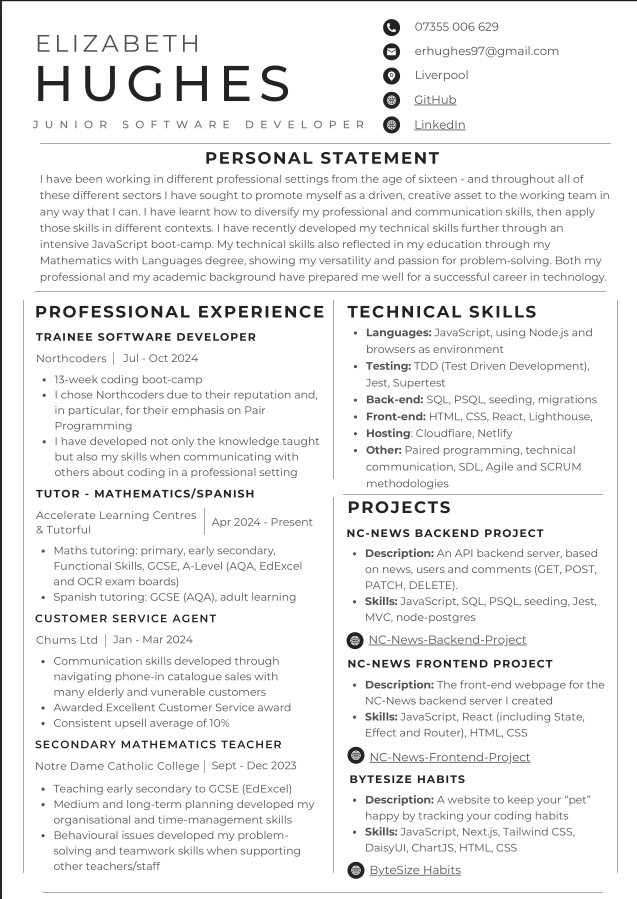 ELIZABETH
HUGHES
JUNIOR SOFTWARE DEVELOPER
07355 006 629
erhughes97@gmail.com
Liverpool
GitHub
LinkedIn
PERSONAL STATEMENT
I have been working in different professional settings from the age of sixteen - and throughout all of
these different sectors I have sought to promote myself as a driven, creative asset to the working team in
any way that I can. I have learnt how to diversify my professional and communication skills, then apply
those skills in different contexts. I have recently developed my technical skills further through an
intensive JavaScript boot-camp. My technical skills also reflected in my education through my
Mathematics with Languages degree, showing my versatility and passion for problem-solving. Both my
professional and my academic background have prepared me well for a successful career in technology.
PROFESSIONAL EXPERIENCE
TRAINEE SOFTWARE DEVELOPER
Northcoders | Jul - Oct 2024
• 13-week coding boot-camp
• I chose Northcoders due to their reputation and,
in particular, for their emphasis on Pair
Programming
• I have developed not only the knowledge taught
but also my skills when communicating with
others about coding in a professional setting
TUTOR - MATHEMATICS/SPANISH
Accelerate Learning Centres
& Tutorful | Apr 2024 - Present
• Maths tutoring: primary, early secondary,
Functional Skills, GCSE, A-Level (AQA, EdExcel
and OCR exam boards)
• Spanish tutoring: GCSE (AQA), adult learning
CUSTOMER SERVICE AGENT
Chums Ltd | Jan - Mar 2024
• Communication skills developed through
navigating phone-in catalogue sales with
many elderly and vunerable customers
• Awarded Excellent Customer Service award
• Consistent upsell average of 10%
SECONDARY MATHEMATICS TEACHER
Notre Dame Catholic College | Sept - Dec 2023
• Teaching early secondary to GCSE (EdExcel)
• Medium and long-term planning developed my
organisational and time-management skills
• Behavioural issues developed my problem-
solving and teamwork skills when supporting
other teachers/staff
TECHNICAL SKILLS
• Languages: JavaScript, using Node.js and
browsers as environment
• Testing: TDD (Test Driven Development),
Jest, Supertest
• Back-end: SQL, PSQL, seeding, migrations
• Front-end: HTML, CSS, React, Lighthouse,
• Hosting: Cloudflare, Netlify
• Other: Paired programming, technical
communication, SDL, Agile and SCRUM
methodologies
PROJECTS
NC-NEWS BACKEND PROJECT
• Description: An API backend server, based
on news, users and comments (GET, POST,
PATCH, DELETE).
• Skills: JavaScript, SQL, PSQL, seeding, Jest,
MVC, node-postgres
NC-News-Backend-Project
NC-NEWS FRONTEND PROJECT
• Description: The front-end webpage for the
NC-News backend server I created
• Skills: JavaScript, React (including State,
Effect and Router), HTML, CSS
NC-News-Frontend-Project
BYTESIZE HABITS
• Description: A website to keep your “pet”
happy by tracking your coding habits
• Skills: JavaScript, Next.js, Tailwind CSS,
DaisyUI, ChartJS, HTML, CSS
ByteSize Habits